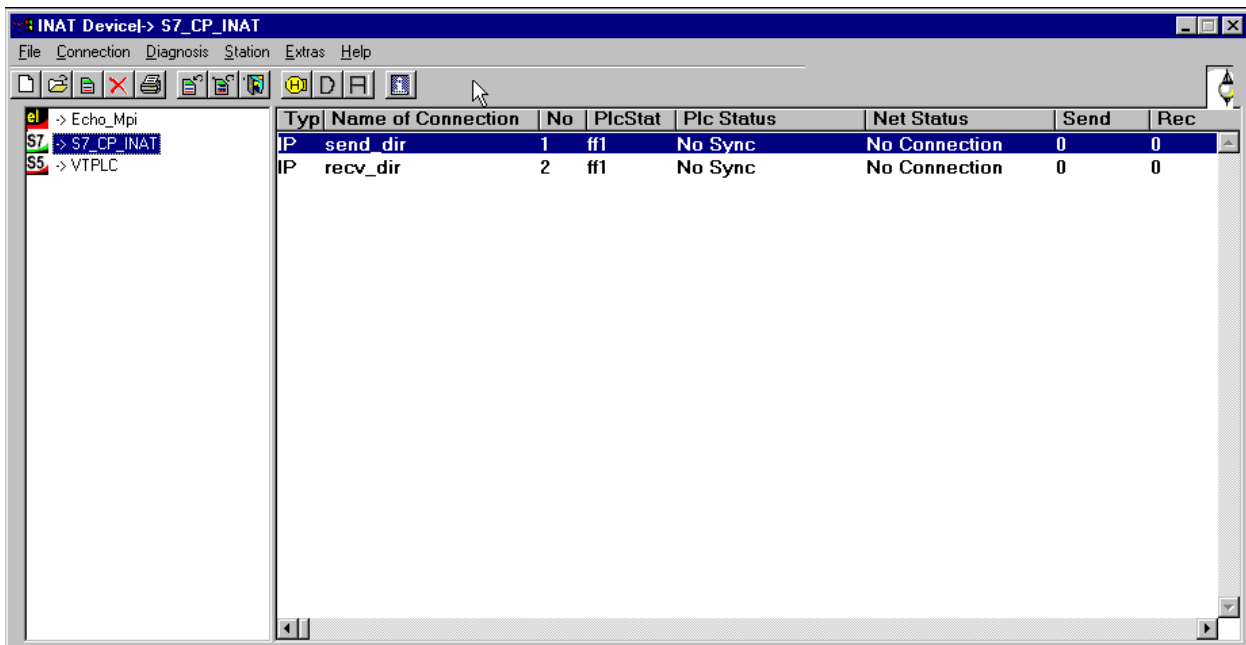 INAT Device|-> S7_CP_INAT
File Connection Diagnosis Station Extras Help
el -> Echo_Mpi
S7 -> S7_CP_INAT
S5 -> VTPLC
Typ Name of Connection No PlcStat Plc Status Net Status Send Rec
IP send_dir 1 ff1 No Sync No Connection 0 0
IP recv_dir 2 ff1 No Sync No Connection 0 0